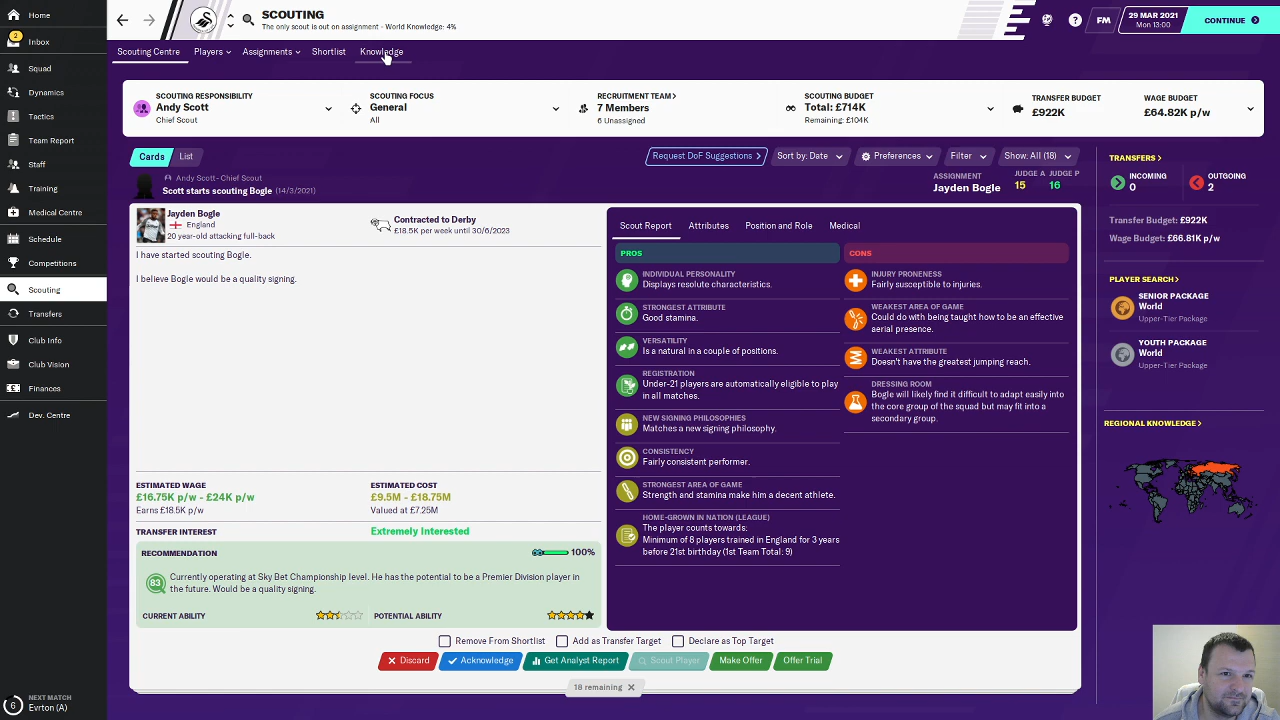 SCOUTING
The only scout is out on assignment - World Knowledge: 4%
FM
29 MAR 2021
Mon 13:00
CONTINUE
2
Inbox
Squad
Dynamics
Tactics
Team Report
Staff
Training
Medical Centre
Schedule
Competitions
Scouting
Transfers
Club Info
Club Vision
Finances
Dev. Centre
6
NEXT MATCH
Evrton (A)
Scouting Centre
Players
Assignments
Shortlist
Knowledge
SCOUTING RESPONSIBILITY
Andy Scott
Chief Scout
SCOUTING FOCUS
General
All
RECRUITMENT TEAM
7 Members
6 Unassigned
SCOUTING BUDGET
Total: £714K
Remaining: £104K
TRANSFER BUDGET
£922K
WAGE BUDGET
£64.82K p/w
Cards
List
Request DoF Suggestions
Sort by: Date
Preferences
Filter
Show: All (18)
Andy Scott- Chief Scout
Scott starts scouting Bogle (14/3/2021)
ASSIGNMENT
Jayden Bogle
JUDGE A
15
JUDGE P
16
Jayden Bogle
England
20 year-old attacking full-back
Contracted to Derby
£18.5K per week until 30/6/2023
I have started scouting Bogle.
I believe Bogle would be a quality signing.
ESTIMATED WAGE
£16.75K p/w - £24K p/w
Earns £18.5K p/w
ESTIMATED COST
£9.5M - £18.75M
Valued at £7.25M
TRANSFER INTEREST
Extremely Interested
RECOMMENDATION
100%
83
Currently operating at Sky Bet Championship level. He has the potential to be a Premier Division player in
the future. Would be a quality signing.
CURRENT ABILITY
POTENTIAL ABILITY
Scout Report
Attributes
Position and Role
Medical
PROS
INDIVIDUAL PERSONALITY
Displays resolute characteristics.
STRONGEST ATTRIBUTE
Good stamina.
VERSATILITY
Is a natural in a couple of positions.
REGISTRATION
Under-21 players are automatically eligible to play
in all matches.
NEW SIGNING PHILOSOPHIES
Matches a new signing philosophy.
CONSISTENCY
Fairly consistent performer.
STRONGEST AREA OF GAME
Strength and stamina make him a decent athlete.
HOME-GROWN IN NATION (LEAGUE)
The player counts towards:
Minimum of 8 players trained in England for 3 years
before 21st birthday (1st Team Total: 9)
CONS
INJURY PRONENESS
Fairly susceptible to injuries.
WEAKEST AREA OF GAME
Could do with being taught how to be an effective
aerial presence.
WEAKEST ATTRIBUTE
Doesn't have the greatest jumping reach.
DRESSING ROOM
Bogle will likely find it difficult to adapt easily into
the core group of the squad but may fit into a
secondary group.
Remove From Shortlist
Add as Transfer Target
Declare as Top Target
Discard
Acknowledge
Get Analyst Report
Scout Player
Make Offer
Offer Trial
18 remaining
TRANSFERS
INCOMING
0
OUTGOING
2
Transfer Budget: £922K
Wage Budget: £66.81K p/w
PLAYER SEARCH
SENIOR PACKAGE
World
Upper-Tier Package
YOUTH PACKAGE
World
Upper-Tier Package
REGIONAL KNOWLEDGE